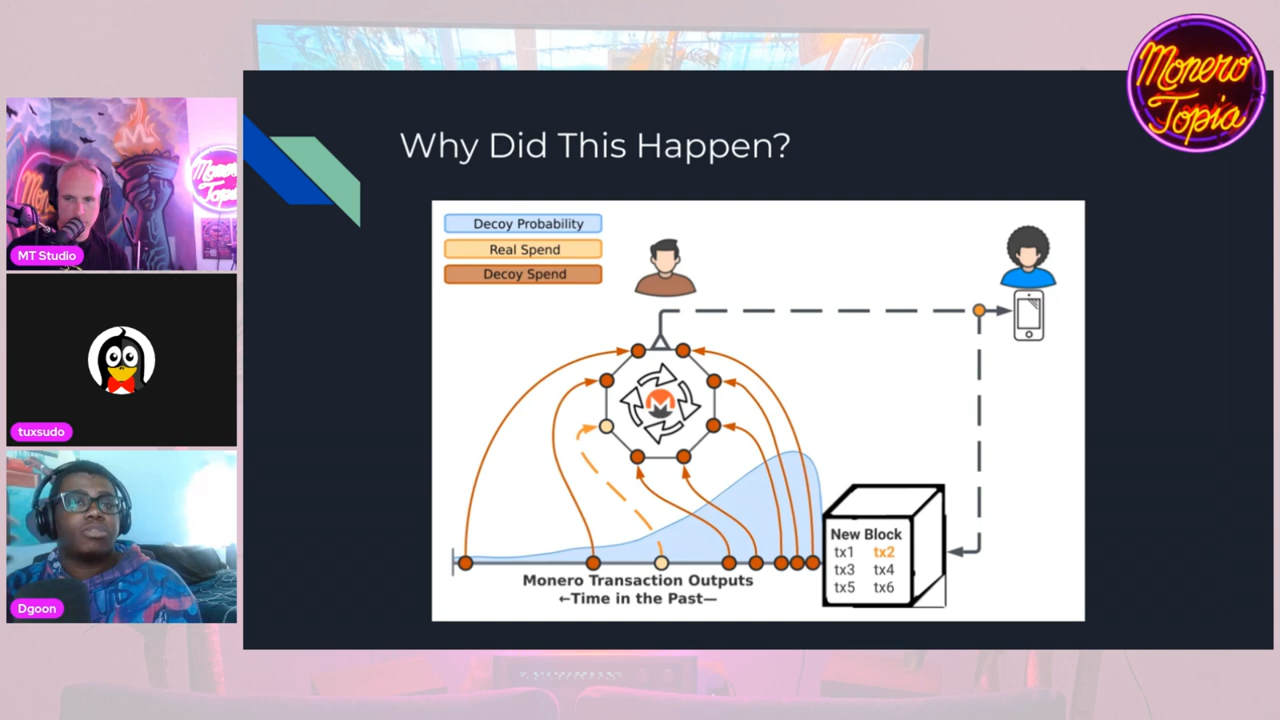 Monero
Topia
Why Did This Happen?
Decoy Probability
Real Spend
Decoy Spend
New Block
tx1 tx2
tx3 tx4
tx5 tx6
Monero Transaction Outputs
←Time in the Past—
MT Studio
tuxsudo
Dgoon